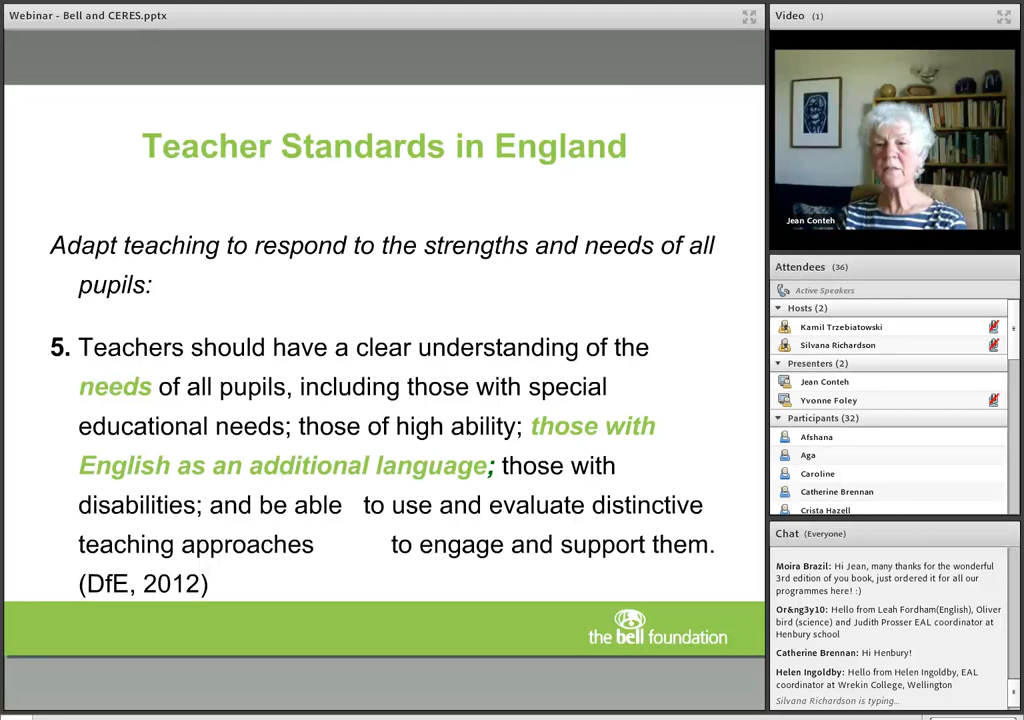 Webinar - Bell and CERES.pptx
Teacher Standards in England
Adapt teaching to respond to the strengths and needs of all
pupils:
5. Teachers should have a clear understanding of the
needs of all pupils, including those with special
educational needs; those of high ability; those with
English as an additional language; those with
disabilities; and be able to use and evaluate distinctive
teaching approaches to engage and support them.
(DfE, 2012)
the bell foundation
Video (1)
Jean Conteh
Attendees (36)
Active Speakers
Hosts (2)
Kamil Trzebiatowski
Silvana Richardson
Presenters (2)
Jean Conteh
Yvonne Foley
Participants (32)
Afshana
Aga
Caroline
Catherine Brennan
Crista Hazell
Chat (Everyone)
Moira Brazil: Hi Jean, many thanks for the wonderful
3rd edition of you book, just ordered it for all our
programmes here! :)
Or&ng3y10: Hello from Leah Fordham(English), Oliver
bird (science) and Judith Prosser EAL coordinator at
Henbury school
Catherine Brennan: Hi Henbury!
Helen Ingoldby: Hello from Helen Ingoldby, EAL
coordinator at Wrekin College, Wellington
Silvana Richardson is typing...